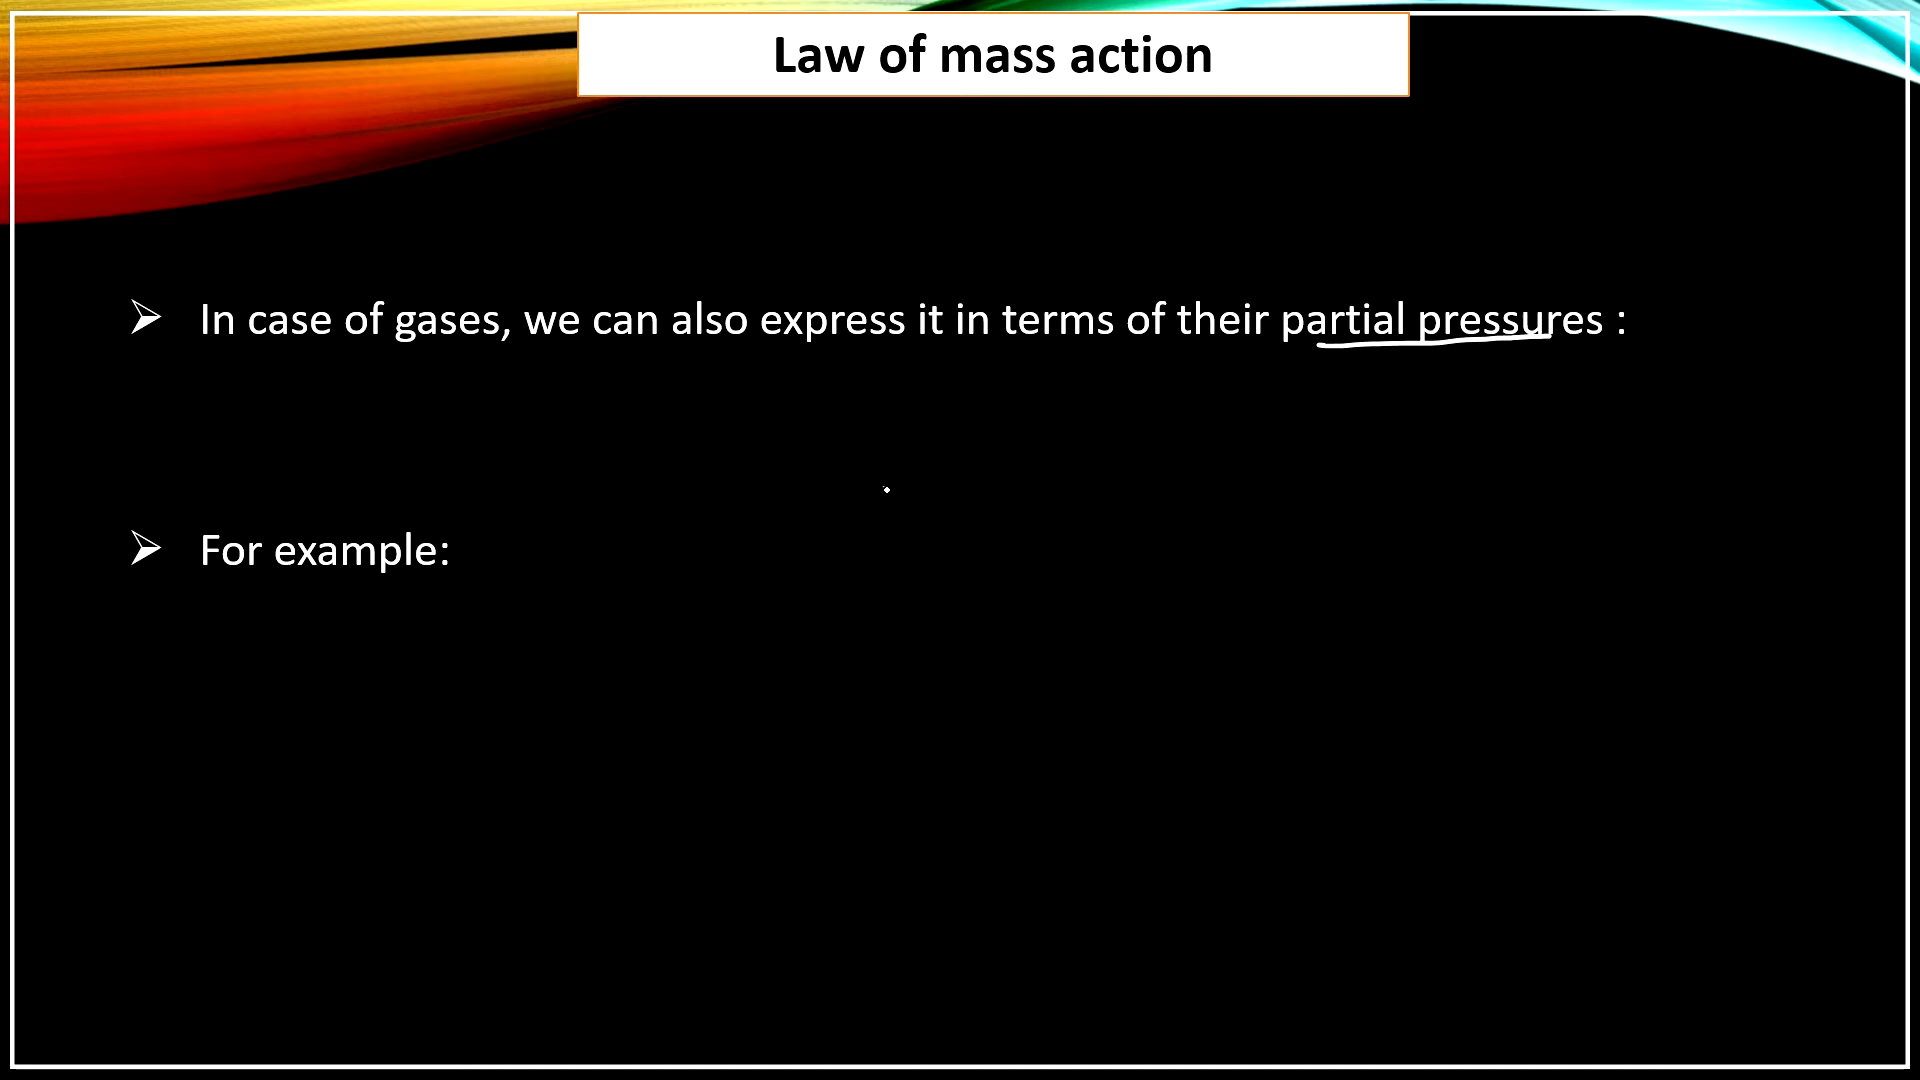 Law of mass action
➢ In case of gases, we can also express it in terms of their partial pressures :
➢ For example: